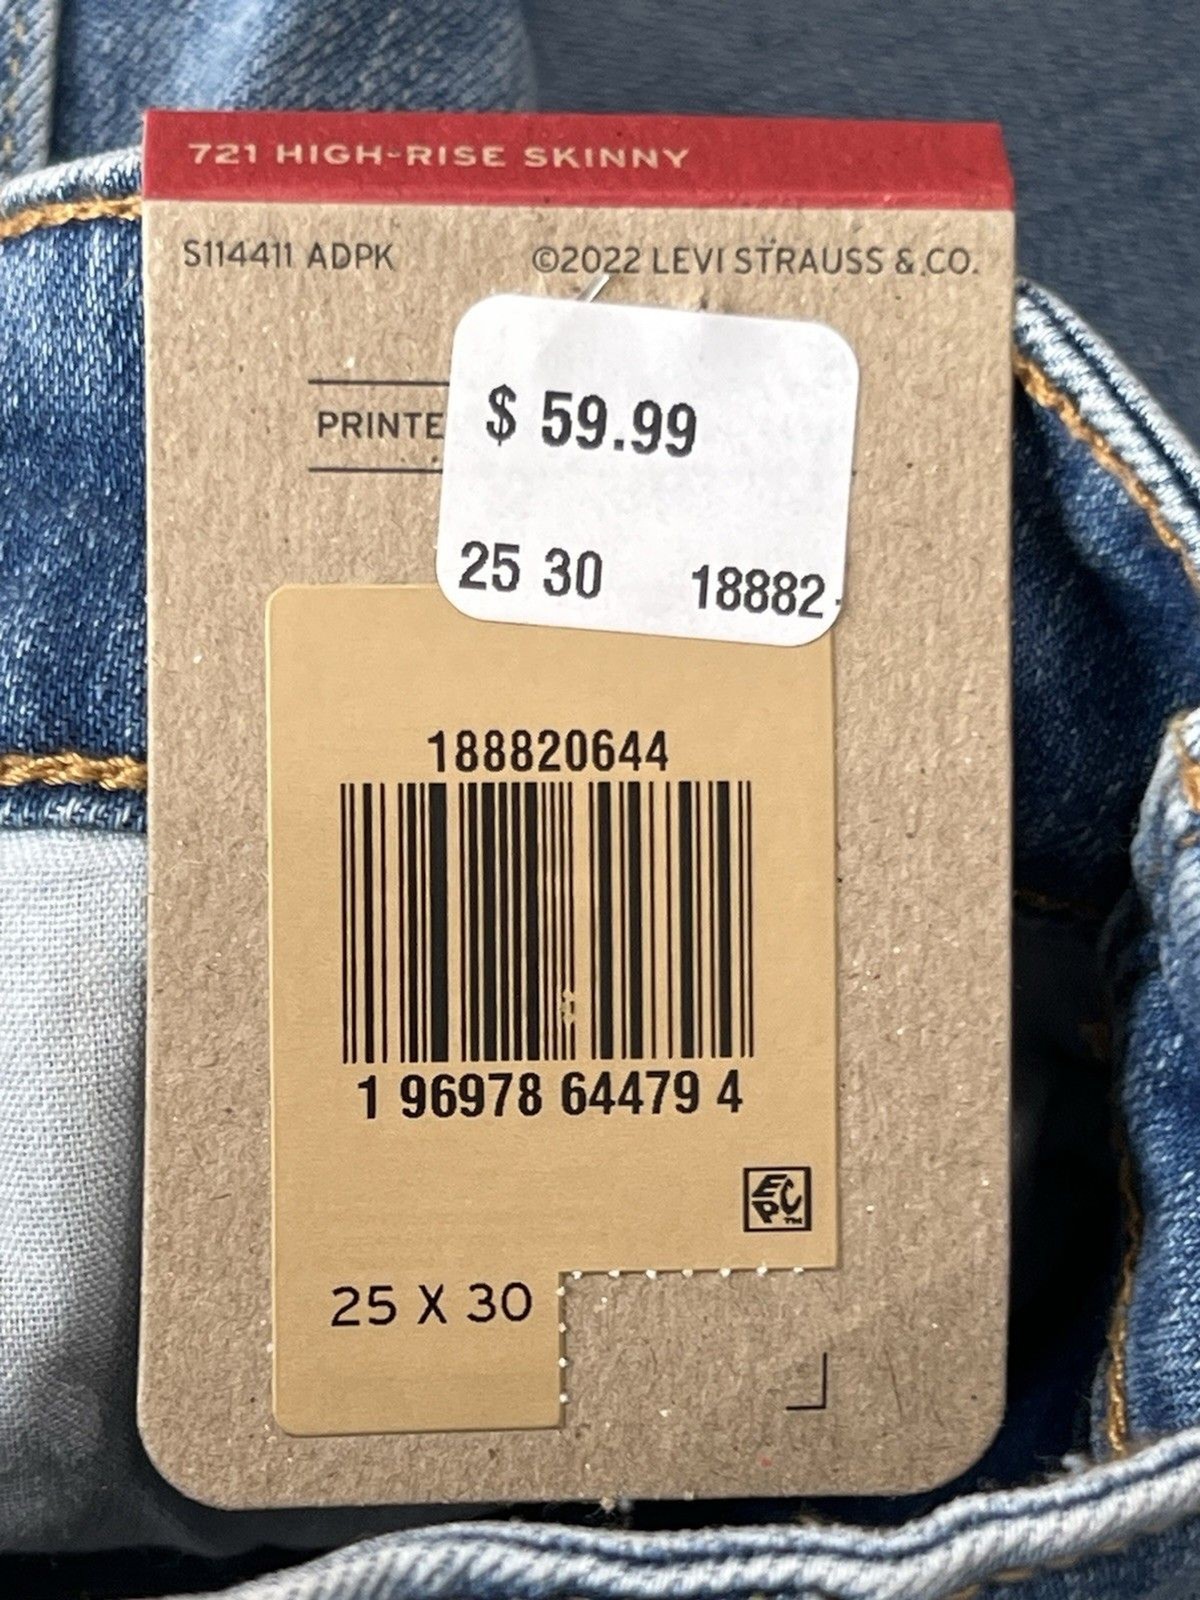 721 HIGH-RISE SKINNY
S114411 ADPK ©2022 LEVI STRAUSS & CO.
$ 59.99
25 30 18882
188820644
1 96978 64479 4
ECPC™
25 X 30